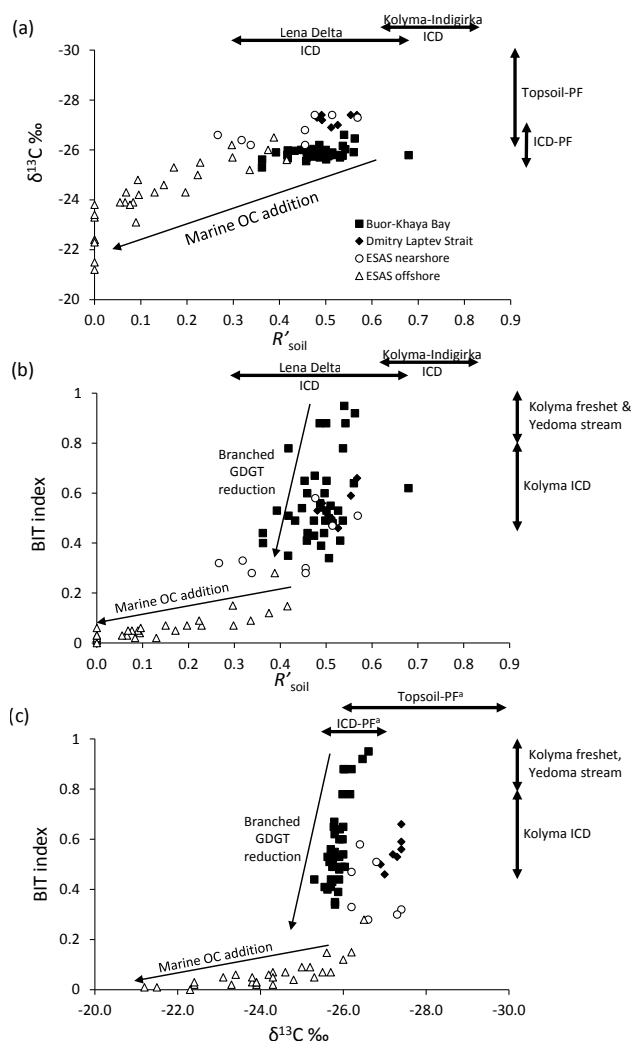 (a)
Kolyma-Indigirka
ICD
Lena Delta
ICD
-30
-28
-26
-24
-22
-20
δ¹³C ‰
Topsoil-PF
ICD-PF
Marine OC addition
Buor-Khaya Bay
Dmitry Laptev Strait
ESAS nearshore
ESAS offshore
0.0 0.1 0.2 0.3 0.4 0.5 0.6 0.7 0.8 0.9
R'soil
(b)
Kolyma-Indigirka
ICD
Lena Delta
ICD
1
0.8
0.6
0.4
0.2
0
BIT index
Branched
GDGT
reduction
Marine OC addition
Kolyma freshet &
Yedoma stream
Kolyma ICD
0.0 0.1 0.2 0.3 0.4 0.5 0.6 0.7 0.8 0.9
R'soil
(c)
Topsoil-PFᵃ
ICD-PFᵃ
1
0.8
0.6
0.4
0.2
0
BIT index
Branched
GDGT
reduction
Marine OC addition
Kolyma freshet,
Yedoma stream
Kolyma ICD
-20.0 -22.0 -24.0 -26.0 -28.0 -30.0
δ¹³C ‰